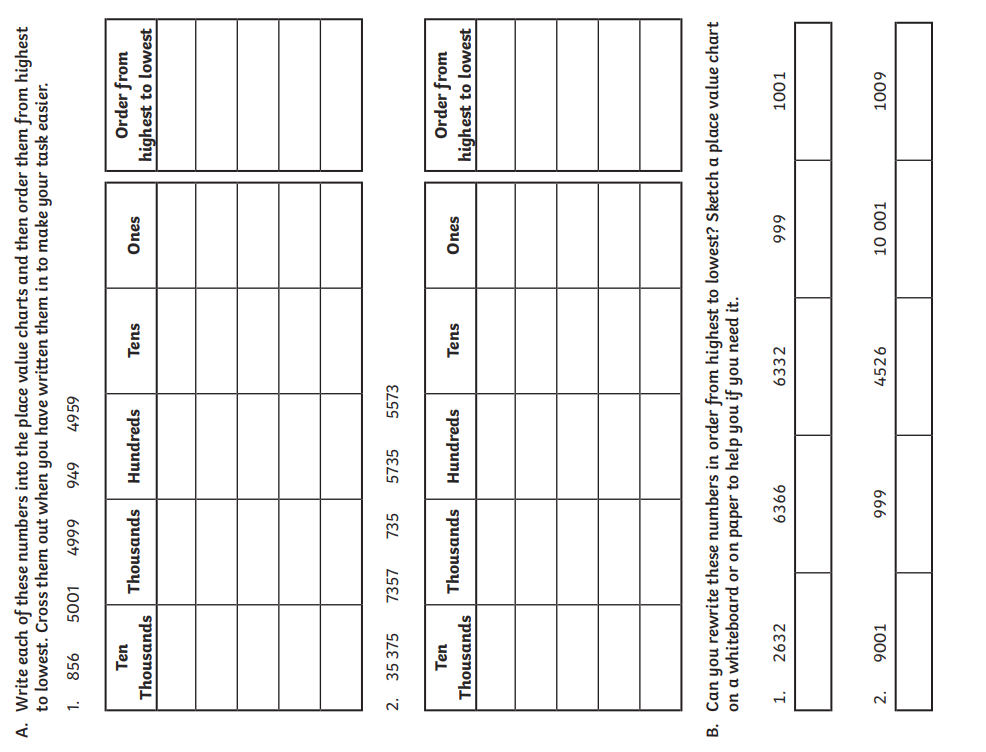 A. Write each of these numbers into the place value charts and then order them from highest
to lowest. Cross them out when you have written them in to make your task easier.
1. 856 5001 4999 949 4959
Ten Thousands Thousands Hundreds Tens Ones Order from highest to lowest
2. 35 375 7357 735 5735 5573
Ten Thousands Thousands Hundreds Tens Ones Order from highest to lowest
B. Can you rewrite these numbers in order from highest to lowest? Sketch a place value chart
on a whiteboard or on paper to help you if you need it.
1. 2632 6366 6332 999 1001
2. 9001 999 4526 10 001 1009